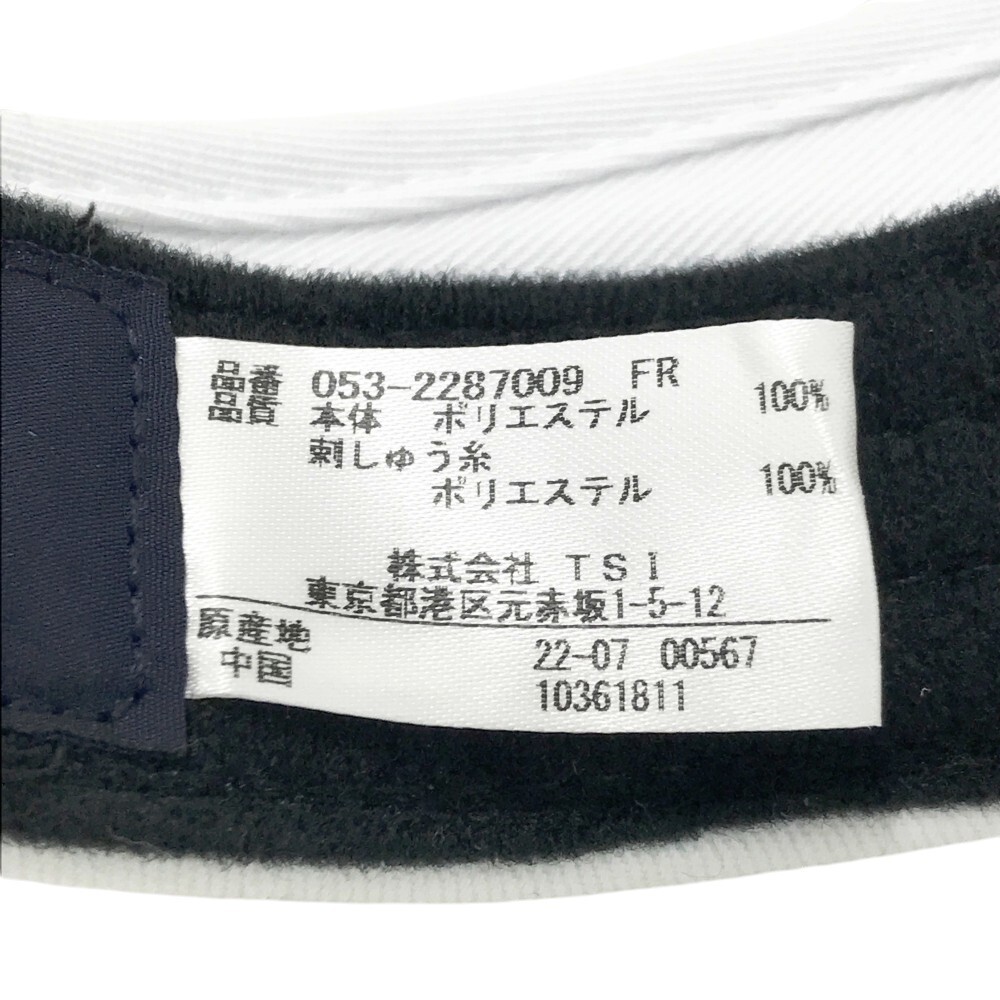 品番 053-2287009 FR
品質 本体 ポリエステル 100%
刺しゅう糸
ポリエステル 100%
株式会社 TSI
東京都港区元赤坂1-5-12
原産地
中国
22-07 00567
10361811